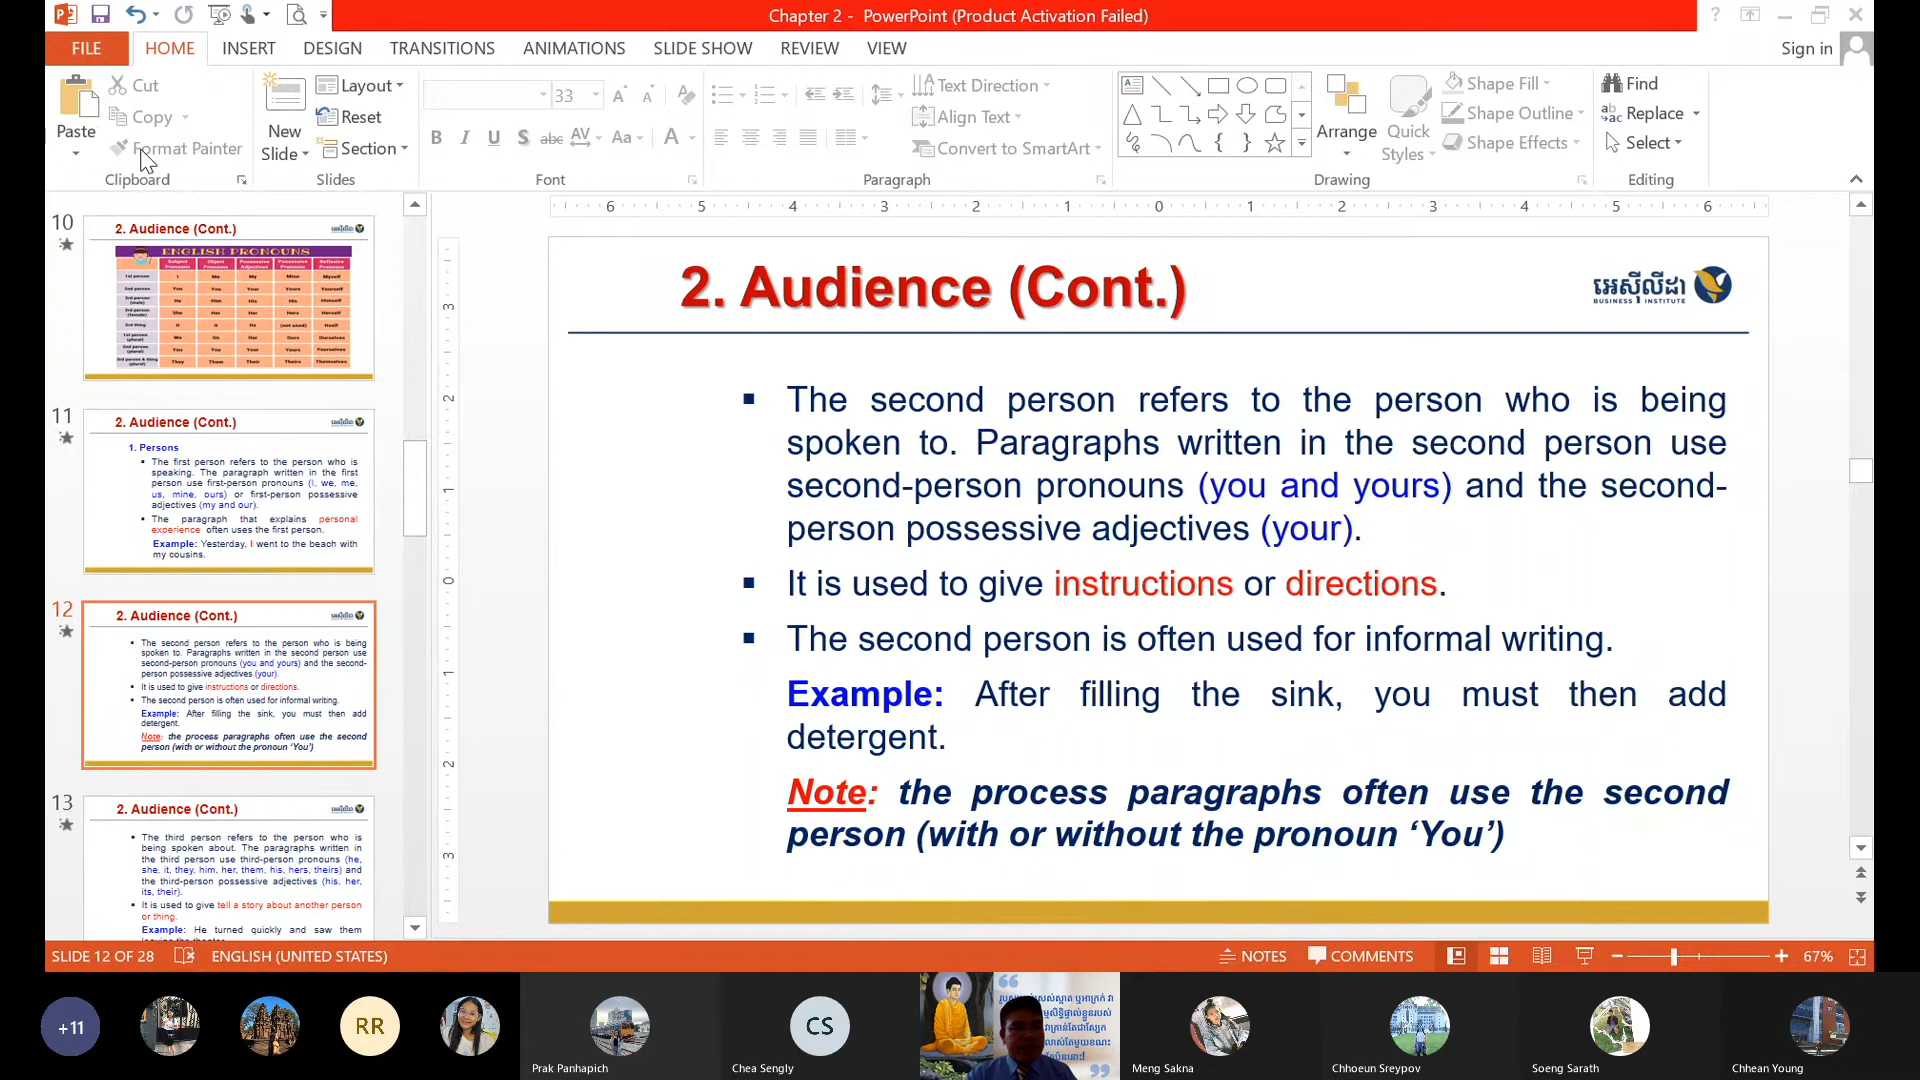 Chapter 2 - PowerPoint (Product Activation Failed)
FILE HOME INSERT DESIGN TRANSITIONS ANIMATIONS SLIDE SHOW REVIEW VIEW Sign in
Paste
Cut
Copy
Format Painter
Clipboard
New Slide
Layout
Reset
Section
Slides
33
Font
Text Direction
Align Text
Convert to SmartArt
Paragraph
Arrange
Quick Styles
Shape Fill
Shape Outline
Shape Effects
Drawing
Find
Replace
Select
Editing
10
2. Audience (Cont.)
ENGLISH PRONOUNS
Subject Pronouns Object Pronouns Possessive Adjectives Possessive Pronouns Reflexive Pronouns
1st person I Me My Mine Myself
2nd person You You Your Yours Yourself
3rd person (male) He Him His His Himself
3rd person (female) She Her Her Hers Herself
3rd thing It It Its (not used) Itself
1st person (plural) We Us Our Ours Ourselves
2nd person (plural) You You Your Yours Yourselves
3rd person & thing (plural) They Them Their Theirs Themselves
11
2. Audience (Cont.)
1. Persons
The first person refers to the person who is
speaking. The paragraph written in the first
person use first-person pronouns (I, we, me,
us, mine, ours) or first-person possessive
adjectives (my and our).
The paragraph that explains personal
experience often uses the first person.
Example: Yesterday, I went to the beach with
my cousins.
12
2. Audience (Cont.)
The second person refers to the person who is being
spoken to. Paragraphs written in the second person use
second-person pronouns (you and yours) and the second-
person possessive adjectives (your).
It is used to give instructions or directions.
The second person is often used for informal writing.
Example: After filling the sink, you must then add
detergent.
Note: the process paragraphs often use the second
person (with or without the pronoun 'You')
13
2. Audience (Cont.)
The third person refers to the person who is
being spoken about. The paragraphs written in
the third person use third-person pronouns (he,
she, it, they, him, her, them, his, hers, theirs) and
the third-person possessive adjectives (his, her,
its, their).
It is used to give tell a story about another person
or thing.
Example: He turned quickly and saw them
6 5 4 3 2 1 0 1 2 3 4 5 6
3
2
1
0
1
2
3
2. Audience (Cont.)
អេស៊ីលីដា
BUSINESS INSTITUTE
▪ The second person refers to the person who is being
spoken to. Paragraphs written in the second person use
second-person pronouns (you and yours) and the second-
person possessive adjectives (your).
▪ It is used to give instructions or directions.
▪ The second person is often used for informal writing.
Example: After filling the sink, you must then add
detergent.
Note: the process paragraphs often use the second
person (with or without the pronoun ‘You’)
SLIDE 12 OF 28 ENGLISH (UNITED STATES) NOTES COMMENTS 67%
+11
RR
CS
Prak Panhapich
Chea Sengly
Meng Sakna
Chhoeun Sreypov
Soeng Sarath
Chhean Young